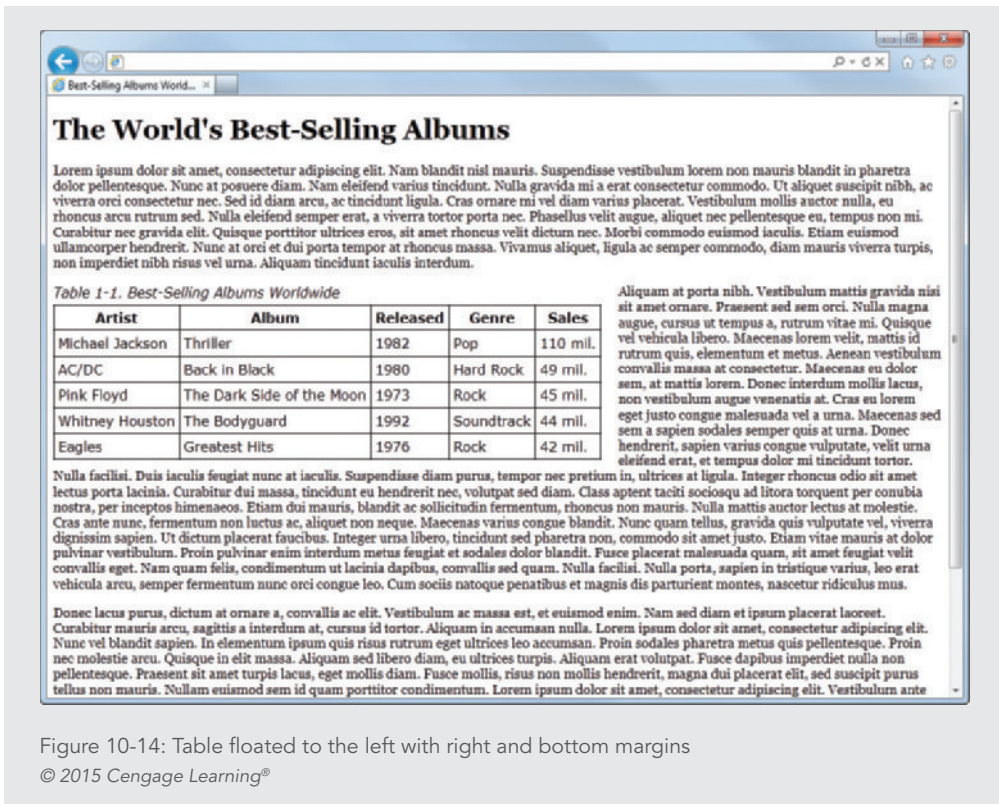 Best-Selling Albums World...
The World's Best-Selling Albums
Lorem ipsum dolor sit amet, consectetur adipiscing elit. Nam blandit nisl mauris. Suspendisse vestibulum lorem non mauris blandit in pharetra
dolor pellentesque. Nunc at posuere diam. Nam eleifend varius tincidunt. Nulla gravida mi a erat consectetur commodo. Ut aliquet suscipit nibh, ac
viverra orci consectetur nec. Sed id diam arcu, ac tincidunt ligula. Cras ornare mi vel diam varius placerat. Vestibulum mollis auctor nulla, eu
rhoncus arcu rutrum sed. Nulla eleifend semper erat, a viverra tortor porta nec. Phasellus velit augue, aliquet nec pellentesque eu, tempus non mi.
Curabitur nec gravida elit. Quisque porttitor ultrices eros, sit amet rhoncus velit dictum nec. Morbi commodo euismod iaculis. Etiam euismod
ullamcorper hendrerit. Nunc at orci et dui porta tempor at rhoncus massa. Vivamus aliquet, ligula ac semper commodo, diam mauris viverra turpis,
non imperdiet nibh risus vel urna. Aliquam tincidunt iaculis interdum.
Table 1-1. Best-Selling Albums Worldwide
Artist Album Released Genre Sales
Michael Jackson Thriller 1982 Pop 110 mil.
AC/DC Back in Black 1980 Hard Rock 49 mil.
Pink Floyd The Dark Side of the Moon 1973 Rock 45 mil.
Whitney Houston The Bodyguard 1992 Soundtrack 44 mil.
Eagles Greatest Hits 1976 Rock 42 mil.
Aliquam at porta nibh. Vestibulum mattis gravida nisi
sit amet ornare. Praesent sed sem orci. Nulla magna
augue, cursus ut tempus a, rutrum vitae mi. Quisque
vel vehicula libero. Maecenas lorem velit, mattis id
rutrum quis, elementum et metus. Aenean vestibulum
convallis massa at consectetur. Maecenas eu dolor
sem, at mattis lorem. Donec interdum mollis lacus,
non vestibulum augue venenatis at. Cras eu lorem
eget justo congue malesuada vel a urna. Maecenas sed
sem a sapien sodales semper quis at urna. Donec
hendrerit, sapien varius congue vulputate, velit urna
eleifend erat, et tempus dolor mi tincidunt tortor.
Nulla facilisi. Duis iaculis feugiat nunc at iaculis. Suspendisse diam purus, tempor nec pretium in, ultrices at ligula. Integer rhoncus odio sit amet
lectus porta lacinia. Curabitur dui massa, tincidunt eu hendrerit nec, volutpat sed diam. Class aptent taciti sociosqu ad litora torquent per conubia
nostra, per inceptos himenaeos. Etiam dui mauris, blandit ac sollicitudin fermentum, rhoncus non mauris. Nulla mattis auctor lectus at molestie.
Cras ante nunc, fermentum non luctus ac, aliquet non neque. Maecenas varius congue blandit. Nunc quam tellus, gravida quis vulputate vel, viverra
dignissim sapien. Ut dictum placerat faucibus. Integer urna libero, tincidunt sed pharetra non, commodo sit amet justo. Etiam vitae mauris at dolor
pulvinar vestibulum. Proin pulvinar enim interdum metus feugiat et sodales dolor blandit. Fusce placerat malesuada quam, sit amet feugiat velit
convallis eget. Nam quam felis, condimentum ut lacinia dapibus, convallis sed quam. Nulla facilisi. Nulla porta, sapien in tristique varius, leo erat
vehicula arcu, semper fermentum nunc orci congue leo. Cum sociis natoque penatibus et magnis dis parturient montes, nascetur ridiculus mus.
Donec lacus purus, dictum at ornare a, convallis ac elit. Vestibulum ac massa est, et euismod enim. Nam sed diam et ipsum placerat laoreet.
Curabitur mauris arcu, sagittis a interdum at, cursus id tortor. Aliquam in accumsan nulla. Lorem ipsum dolor sit amet, consectetur adipiscing elit.
Nunc vel blandit sapien. In elementum ipsum quis risus rutrum eget ultrices leo accumsan. Proin sodales pharetra metus quis pellentesque. Proin
nec molestie arcu. Quisque in elit massa. Aliquam sed libero diam, eu ultrices turpis. Aliquam erat volutpat. Fusce dapibus imperdiet nulla non
pellentesque. Praesent sit amet turpis lacus, eget mollis diam. Fusce mollis, risus non mollis hendrerit, magna dui placerat elit, sed suscipit purus
tellus non mauris. Nullam euismod sem id quam porttitor condimentum. Lorem ipsum dolor sit amet, consectetur adipiscing elit. Vestibulum ante
Figure 10-14: Table floated to the left with right and bottom margins
© 2015 Cengage Learning®